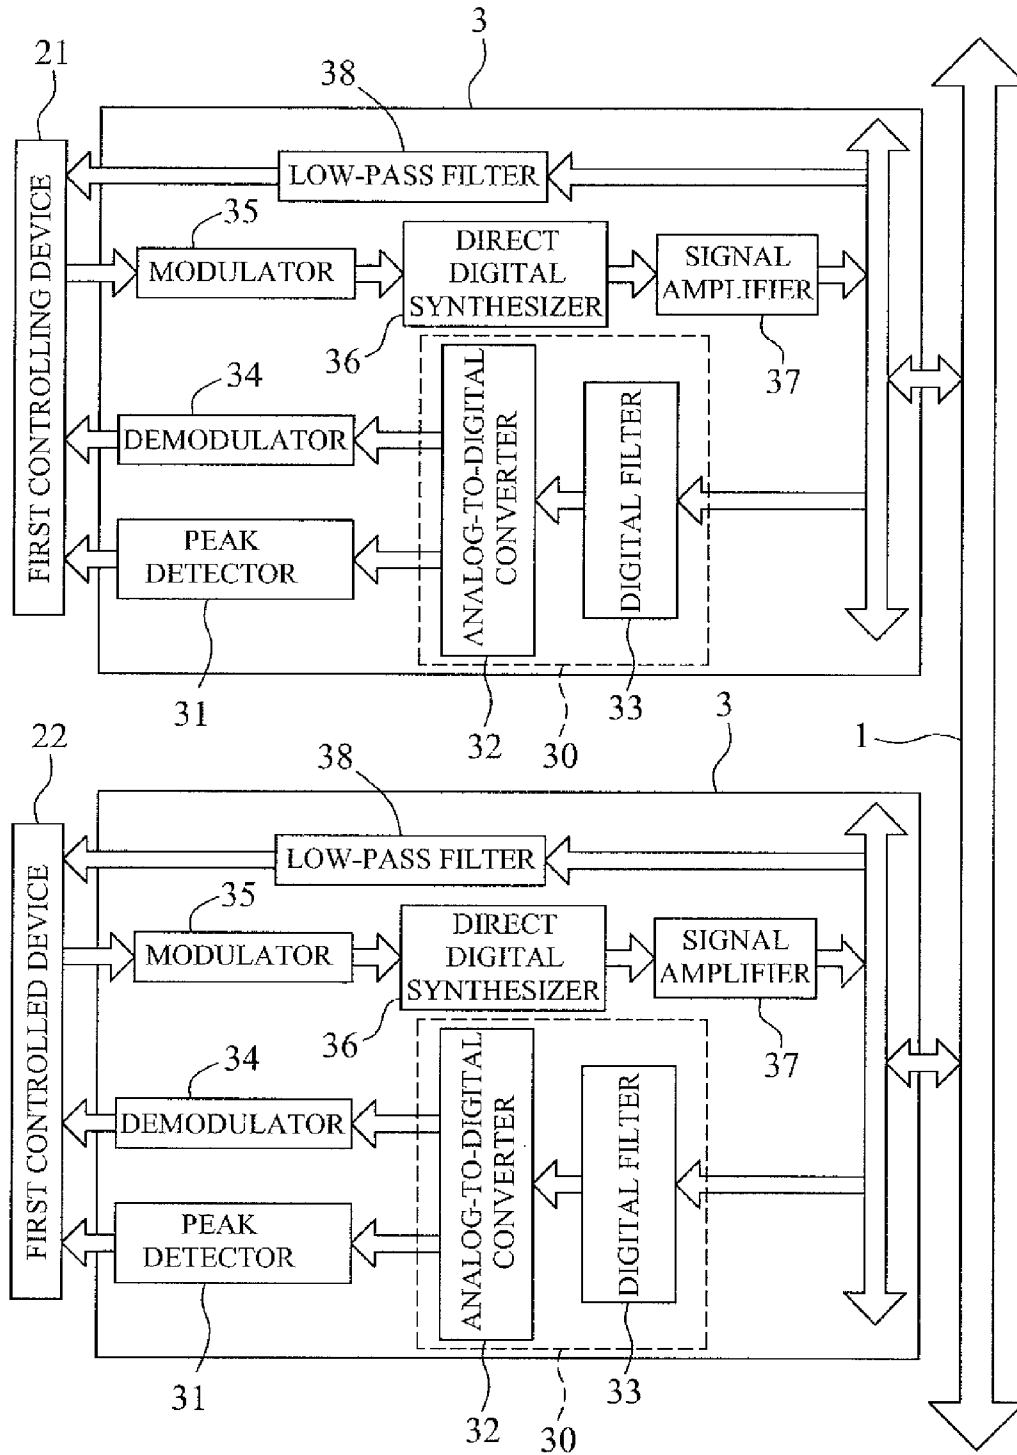 3
21
38
FIRST CONTROLLING DEVICE
LOW-PASS FILTER
35
MODULATOR
DIRECT
DIGITAL
SYNTHESIZER
SIGNAL
AMPLIFIER
36
37
34
DEMODULATOR
ANALOG-TO-DIGITAL
CONVERTER
DIGITAL FILTER
PEAK
DETECTOR
31
32
30
33
3
1
22
38
FIRST CONTROLLED DEVICE
LOW-PASS FILTER
35
MODULATOR
DIRECT
DIGITAL
SYNTHESIZER
SIGNAL
AMPLIFIER
36
37
34
DEMODULATOR
ANALOG-TO-DIGITAL
CONVERTER
DIGITAL FILTER
PEAK
DETECTOR
31
32
30
33